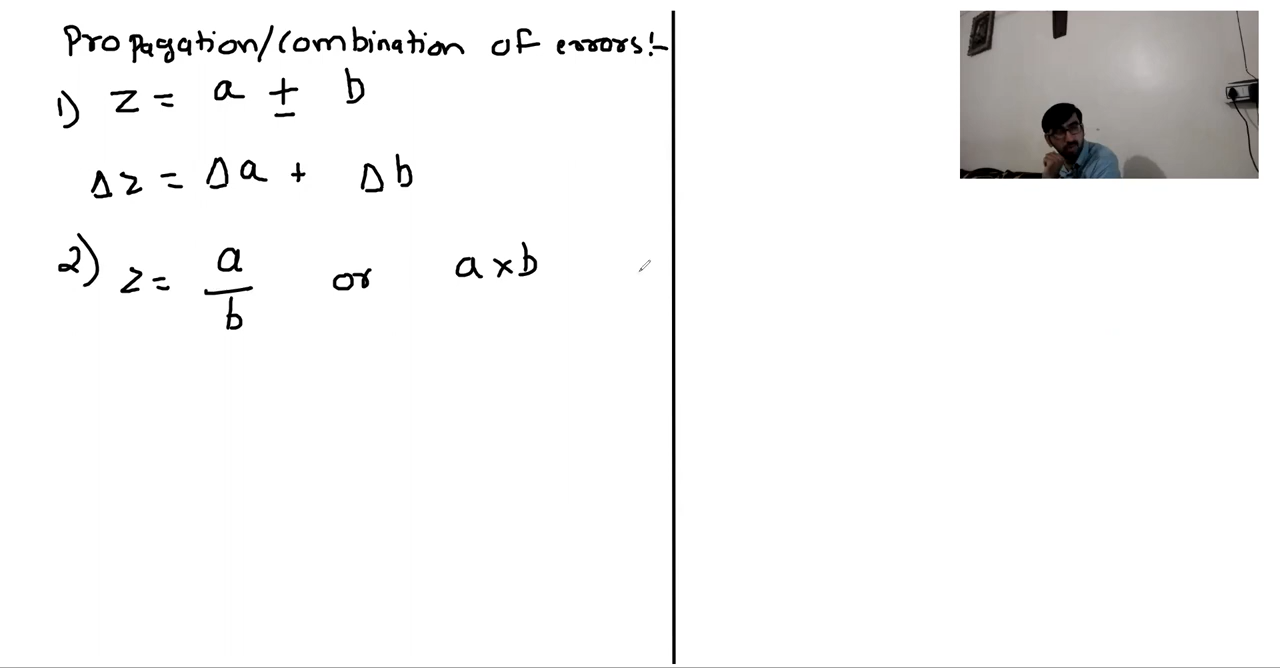 Propagation/combination of errors:-
1) z = a ± b
Δz = Δa + Δb
2) z = a/b or a×b